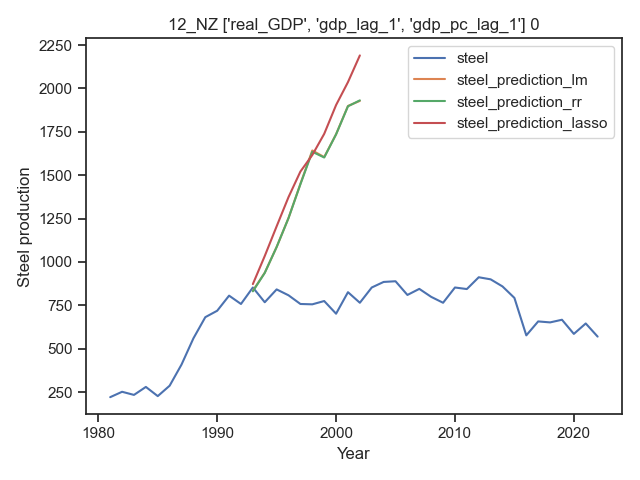 12_NZ ['real_GDP', 'gdp_lag_1', 'gdp_pc_lag_1'] 0
steel
steel_prediction_lm
steel_prediction_rr
steel_prediction_lasso
Steel production
2250
2000
1750
1500
1250
1000
750
500
250
1980
1990
2000
2010
2020
Year